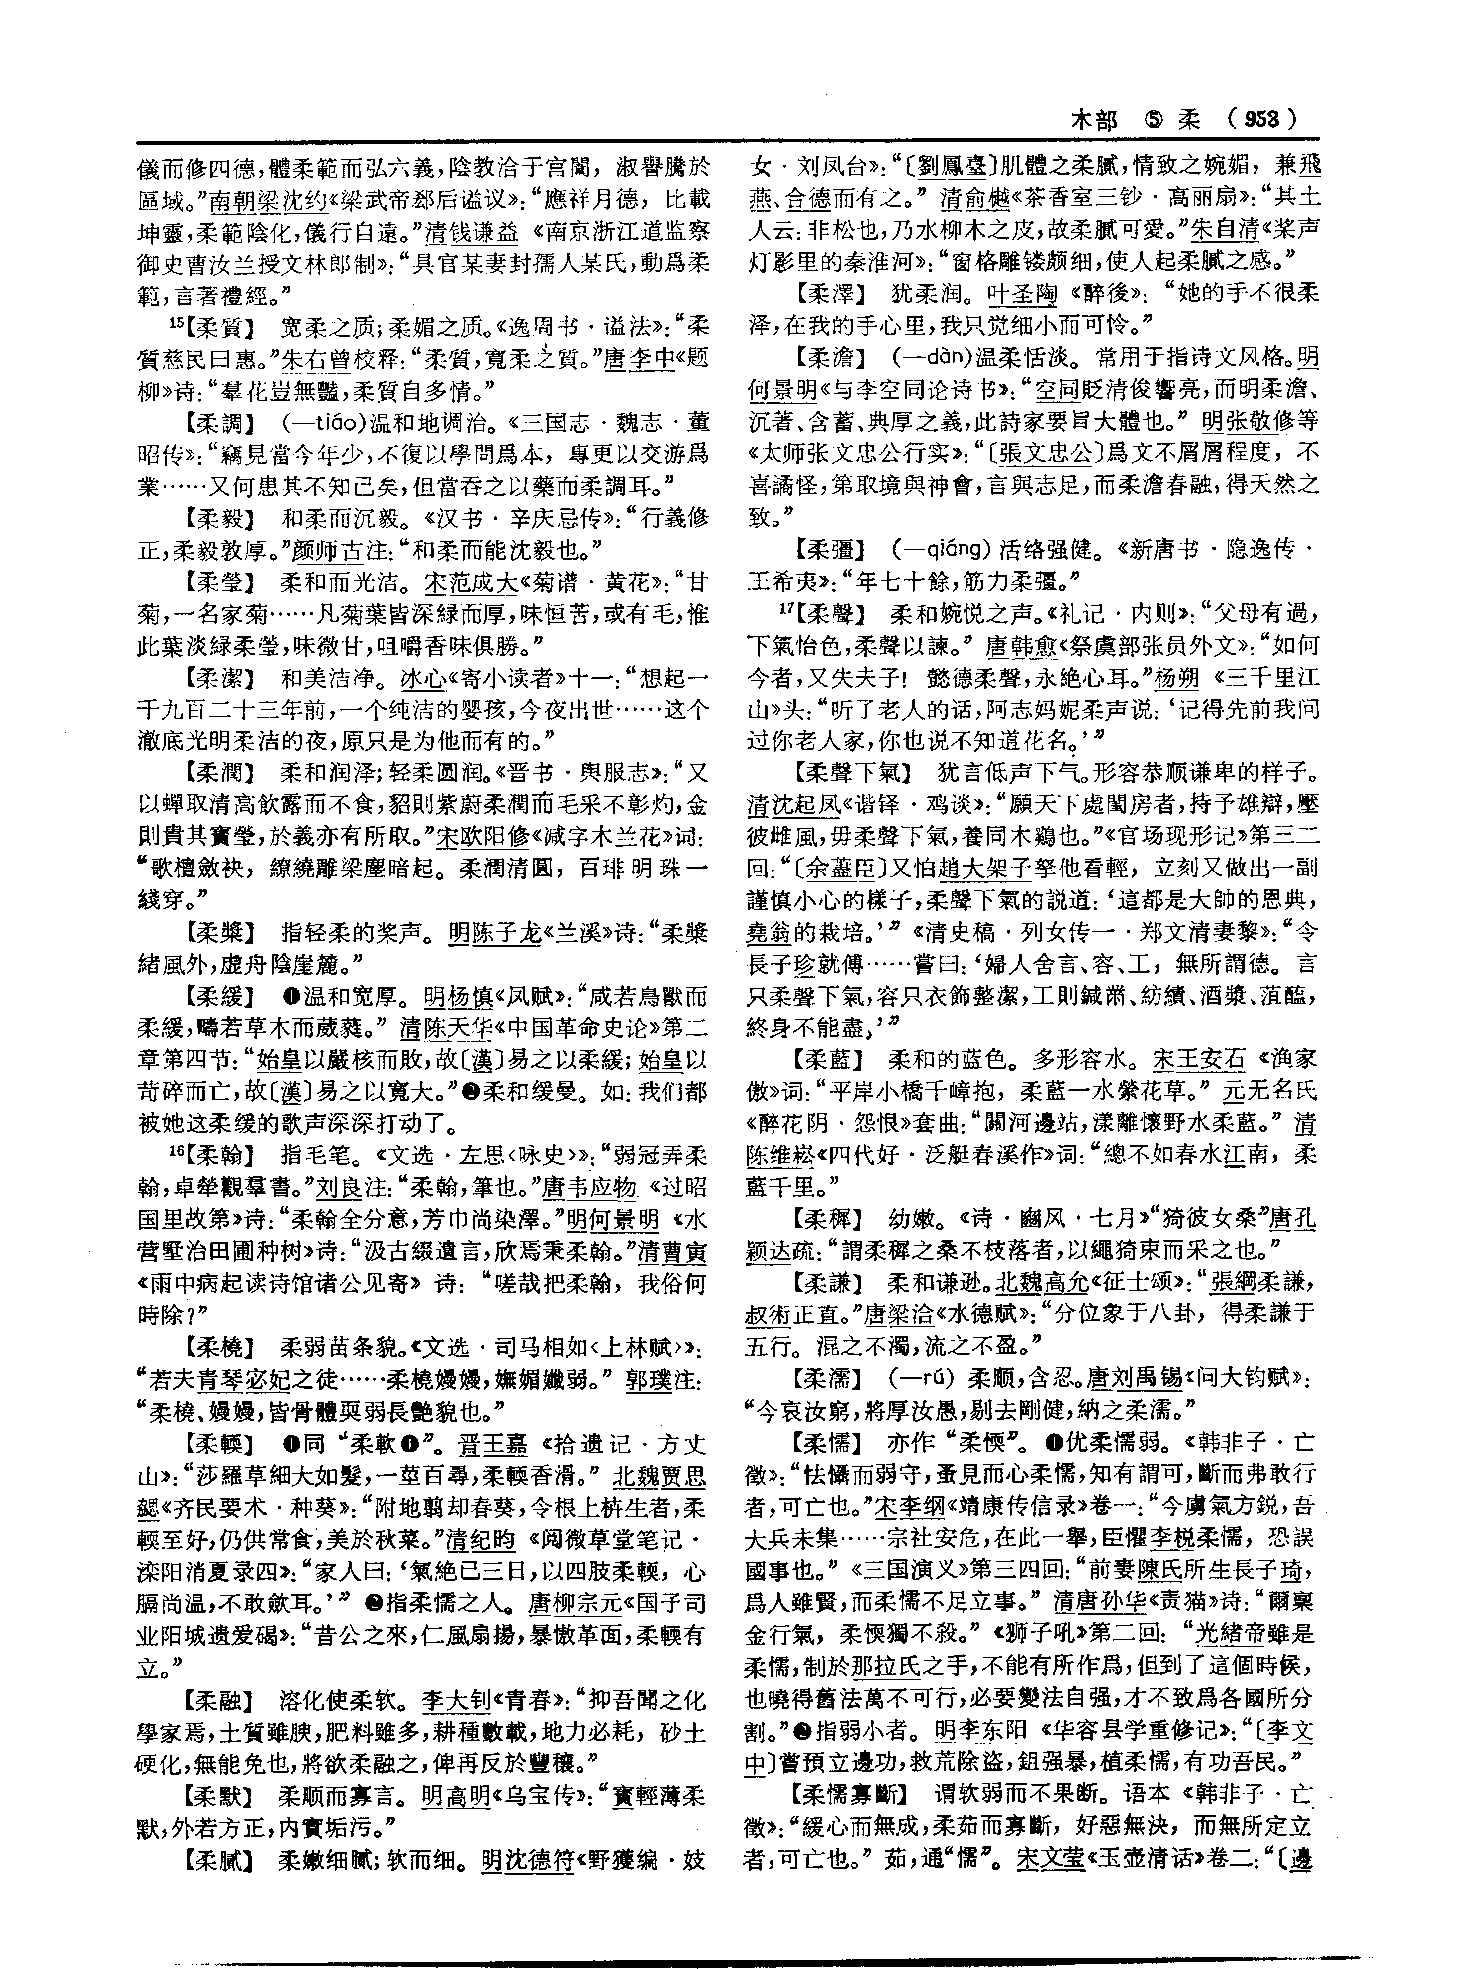 木部 ⑤ 柔 （953）
儀而修四德，體柔範而弘六義，陰教洽于宫閫，淑譽騰於
區域。”南朝梁沈约《梁武帝郗后谥议》：“應祥月德，比載
坤靈，柔範陰化，儀行自遠。”清钱谦益《南京浙江道监察
御史曹汝兰授文林郎制》：“具官某妻封孺人某氏，動爲柔
範，言著禮經。”
15【柔質】 宽柔之质；柔媚之质。《逸周书·谥法》：“柔
質慈民曰惠。”朱右曾校释：“柔質，寬柔之質。”唐李中《题
柳》诗：“羣花豈無豔，柔質自多情。”
【柔調】 （—tiáo）温和地调治。《三国志·魏志·董
昭传》：“竊見當今年少，不復以學問爲本，專更以交游爲
業……又何患其不知己矣，但當吞之以藥而柔調耳。”
【柔毅】 和柔而沉毅。《汉书·辛庆忌传》：“行義修
正，柔毅敦厚。”颜师古注：“和柔而能沈毅也。”
【柔瑩】 柔和而光洁。宋范成大《菊谱·黄花》：“甘
菊，一名家菊……凡菊葉皆深緑而厚，味恒苦，或有毛，惟
此葉淡緑柔瑩，味微甘，咀嚼香味俱勝。”
【柔潔】 和美洁净。冰心《寄小读者》十一：“想起一
千九百二十三年前，一个纯洁的婴孩，今夜出世……这个
澈底光明柔洁的夜，原只是为他而有的。”
【柔潤】 柔和润泽；轻柔圆润。《晋书·舆服志》：“又
以蟬取清高飲露而不食，貂則紫蔚柔潤而毛采不彰灼，金
則貴其寶瑩，於義亦有所取。”宋欧阳修《减字木兰花》词：
“歌檀斂袂，繚繞雕梁塵暗起。柔潤清圓，百琲明珠一
綫穿。”
【柔槳】 指轻柔的桨声。明陈子龙《兰溪》诗：“柔槳
緒風外，虚舟陰崖麓。”
【柔緩】 ❶温和宽厚。明杨慎《凤赋》：“咸若鳥獸而
柔緩，疇若草木而葳蕤。”清陈天华《中国革命史论》第二
章第四节：“始皇以嚴核而敗，故〔漢〕易之以柔緩；始皇以
苛碎而亡，故〔漢〕易之以寬大。”❷柔和缓曼。如：我们都
被她这柔缓的歌声深深打动了。
16【柔翰】 指毛笔。《文选·左思〈咏史〉》：“弱冠弄柔
翰，卓犖觀羣書。”刘良注：“柔翰，筆也。”唐韦应物《过昭
国里故第》诗：“柔翰全分意，芳巾尚染澤。”明何景明《水
营墅治田圃种树》诗：“汲古綴遺言，欣焉秉柔翰。”清曹寅
《雨中病起读诗馆诸公见寄》诗：“嗟哉把柔翰，我俗何
時除？”
【柔橈】 柔弱苗条貌。《文选·司马相如〈上林赋〉》：
“若夫青琴宓妃之徒……柔橈嫚嫚，嫵媚孅弱。”郭璞注：
“柔橈、嫚嫚，皆骨體耎弱長艷貌也。”
【柔輭】 ❶同“柔軟❶”。晋王嘉《拾遗记·方丈
山》：“莎羅草細大如髮，一莖百尋，柔輭香滑。”北魏贾思
勰《齐民要术·种葵》：“附地翦却春葵，令根上枿生者，柔
輭至好，仍供常食，美於秋菜。”清纪昀《阅微草堂笔记·
滦阳消夏录四》：“家人曰：‘氣絶已三日，以四肢柔輭，心
膈尚温，不敢歛耳。’”❷指柔懦之人。唐柳宗元《国子司
业阳城遗爱碣》：“昔公之來，仁風扇揚，暴慠革面，柔輭有
立。”
【柔融】 溶化使柔软。李大钊《青春》：“抑吾聞之化
學家焉，土質雖腴，肥料雖多，耕種數載，地力必耗，砂土
硬化，無能免也，將欲柔融之，俾再反於豐穰。”
【柔默】 柔顺而寡言。明高明《乌宝传》：“寶輕薄柔
默，外若方正，内實垢污。”
【柔膩】 柔嫩细腻；软而细。明沈德符《野獲编·妓
女·刘凤台》：“〔劉鳳臺〕肌體之柔膩，情致之婉媚，兼飛
燕、合德而有之。”清俞樾《茶香室三钞·高丽扇》：“其土
人云：非松也，乃水柳木之皮，故柔膩可愛。”朱自清《桨声
灯影里的秦淮河》：“窗格雕镂颇细，使人起柔膩之感。”
【柔澤】 犹柔润。叶圣陶《醉後》：“她的手不很柔
泽，在我的手心里，我只觉细小而可怜。”
【柔澹】 （—dàn）温柔恬淡。常用于指诗文风格。明
何景明《与李空同论诗书》：“空同貶清俊響亮，而明柔澹、
沉著、含蓄、典厚之義，此詩家要旨大體也。”明张敬修等
《太师张文忠公行实》：“〔張文忠公〕爲文不屑屑程度，不
喜譎怪，第取境與神會，言與志足，而柔澹春融，得天然之
致。”
【柔彊】 （—qiáng）活络强健。《新唐书·隐逸传·
王希夷》：“年七十餘，筋力柔彊。”
17【柔聲】 柔和婉悦之声。《礼记·内则》：“父母有過，
下氣怡色，柔聲以諫。”唐韩愈《祭虞部张员外文》：“如何
今者，又失夫子！懿德柔聲，永絶心耳。”杨朔《三千里江
山》头：“听了老人的话，阿志妈妮柔声说：‘记得先前我问
过你老人家，你也说不知道花名。’”
【柔聲下氣】 犹言低声下气。形容恭顺谦卑的样子。
清沈起凤《谐铎·鸡谈》：“願天下處閨房者，持予雄辯，壓
彼雌風，毋柔聲下氣，養同木鷄也。”《官场现形记》第三二
回：“〔余藎臣〕又怕趙大架子拏他看輕，立刻又做出一副
謹慎小心的樣子，柔聲下氣的説道：‘這都是大帥的恩典，
堯翁的栽培。’”《清史稿·列女传一·郑文清妻黎》：“令
長子珍就傅……嘗曰：‘婦人舍言、容、工，無所謂德。言
只柔聲下氣，容只衣飾整潔，工則鍼黹、紡績、酒漿、菹醢，
終身不能盡。’”
【柔藍】 柔和的蓝色。多形容水。宋王安石《渔家
傲》词：“平岸小橋千嶂抱，柔藍一水縈花草。”元无名氏
《醉花阴·怨恨》套曲：“關河邊站，漾離懷野水柔藍。”清
陈维崧《四代好·泛艇春溪作》词：“總不如春水江南，柔
藍千里。”
【柔穉】 幼嫩。《诗·豳风·七月》“猗彼女桑”唐孔
颖达疏：“謂柔穉之桑不枝落者，以繩猗束而采之也。”
【柔謙】 柔和谦逊。北魏高允《征士颂》：“張綱柔謙，
叔術正直。”唐梁洽《水德赋》：“分位象于八卦，得柔謙于
五行。混之不濁，流之不盈。”
【柔濡】 （—rú）柔顺，含忍。唐刘禹锡《问大钧赋》：
“今哀汝窮，將厚汝愚，剔去剛健，納之柔濡。”
【柔懦】 亦作“柔愞”。❶优柔懦弱。《韩非子·亡
徵》：“怯懾而弱守，蚤見而心柔懦，知有謂可，斷而弗敢行
者，可亡也。”宋李纲《靖康传信录》卷一：“今虜氣方鋭，吾
大兵未集……宗社安危，在此一舉，臣懼李棁柔懦，恐誤
國事也。”《三国演义》第三四回：“前妻陳氏所生長子琦，
爲人雖賢，而柔懦不足立事。”清唐孙华《责猫》诗：“爾稟
金行氣，柔愞獨不殺。”《狮子吼》第二回：“光緒帝雖是
柔懦，制於那拉氏之手，不能有所作爲，但到了這個時候，
也曉得舊法萬不可行，必要變法自强，才不致爲各國所分
割。”❷指弱小者。明李东阳《华容县学重修记》：“〔李文
中〕嘗預立邊功，救荒除盗，鉏强暴，植柔懦，有功吾民。”
【柔懦寡斷】 谓软弱而不果断。语本《韩非子·亡
徵》：“緩心而無成，柔茹而寡斷，好惡無決，而無所定立
者，可亡也。”茹，通“懦”。宋文莹《玉壶清话》卷二：“〔邊